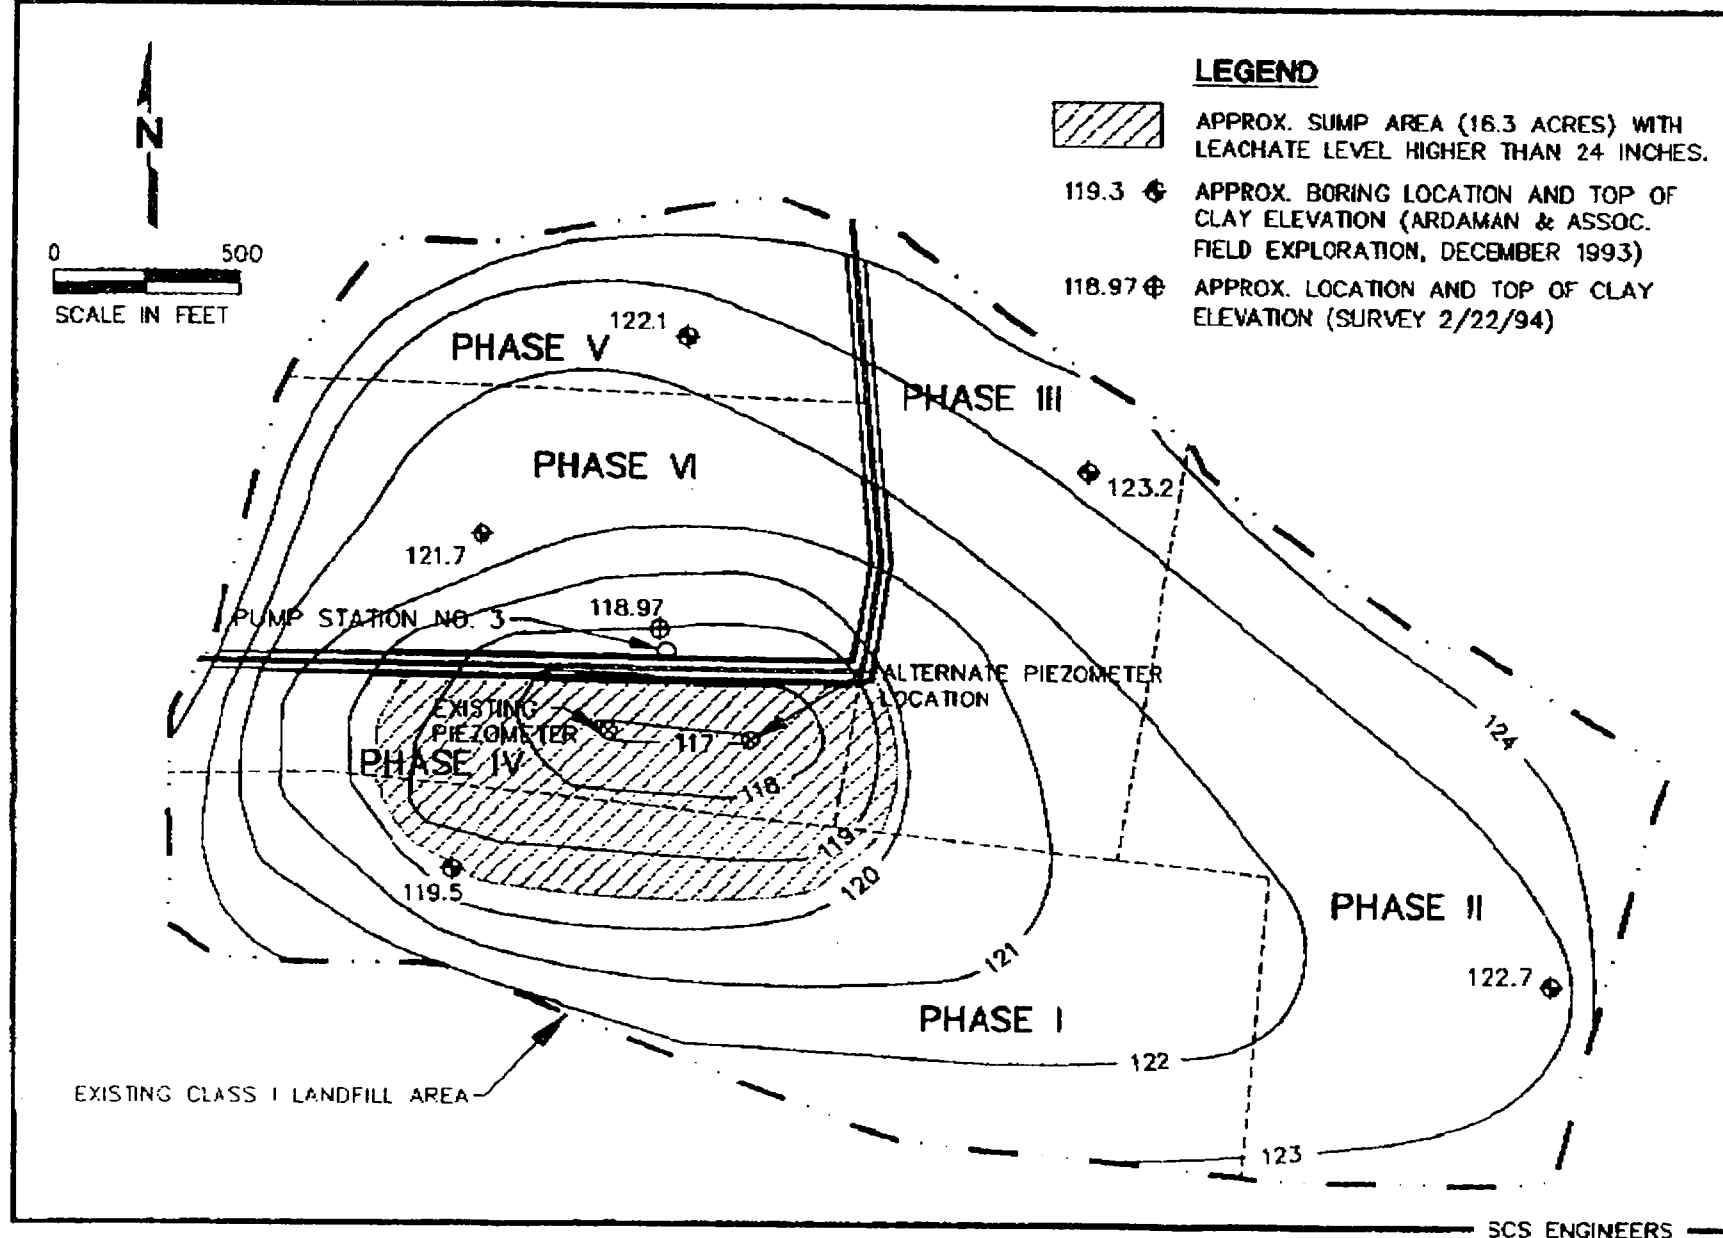 LEGEND
APPROX. SUMP AREA (16.3 ACRES) WITH
LEACHATE LEVEL HIGHER THAN 24 INCHES.
119.3 APPROX. BORING LOCATION AND TOP OF
CLAY ELEVATION (ARDAMAN & ASSOC.
FIELD EXPLORATION, DECEMBER 1993)
118.97 APPROX. LOCATION AND TOP OF CLAY
ELEVATION (SURVEY 2/22/94)
N
0 500
SCALE IN FEET
122.1
PHASE V
PHASE III
PHASE VI
123.2
121.7
118.97
PUMP STATION NO. 3
ALTERNATE PIEZOMETER
LOCATION
EXISTING
PIEZOMETER
117
124
PHASE IV
118
119
119.5
120
PHASE II
121
122.7
PHASE I
122
EXISTING CLASS I LANDFILL AREA
123
SCS ENGINEERS